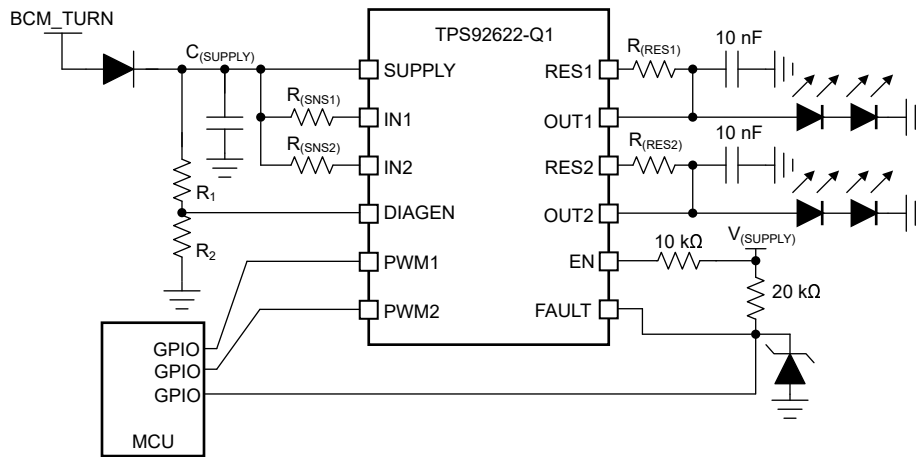 BCM_TURN
TPS92622-Q1
C(SUPPLY)
SUPPLY
RES1
R(RES1)
10 nF
R(SNS1)
IN1
OUT1
R(SNS2)
IN2
RES2
R(RES2)
10 nF
R1
DIAGEN
OUT2
R2
PWM1
EN
10 kΩ
V(SUPPLY)
20 kΩ
PWM2
FAULT
GPIO
GPIO
GPIO
MCU